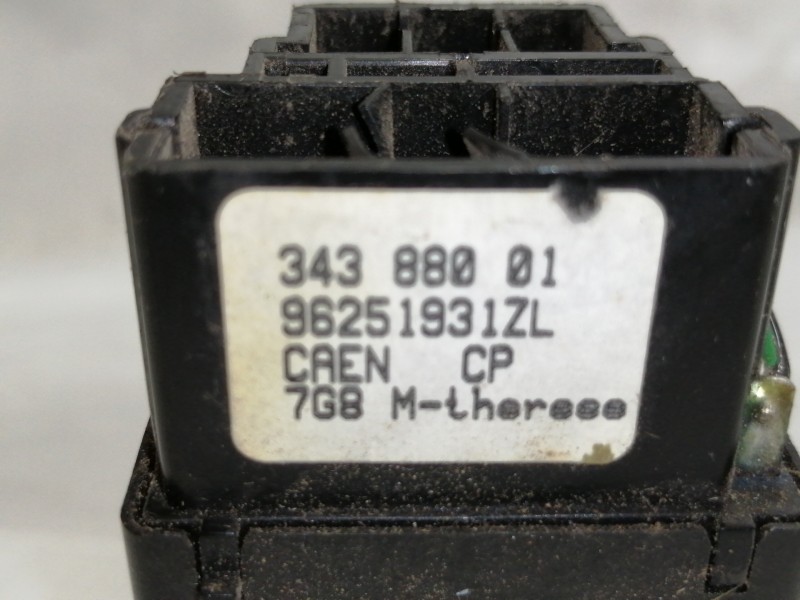 343 880 01
96251931ZL
CAEN CP
7G8 M-therese